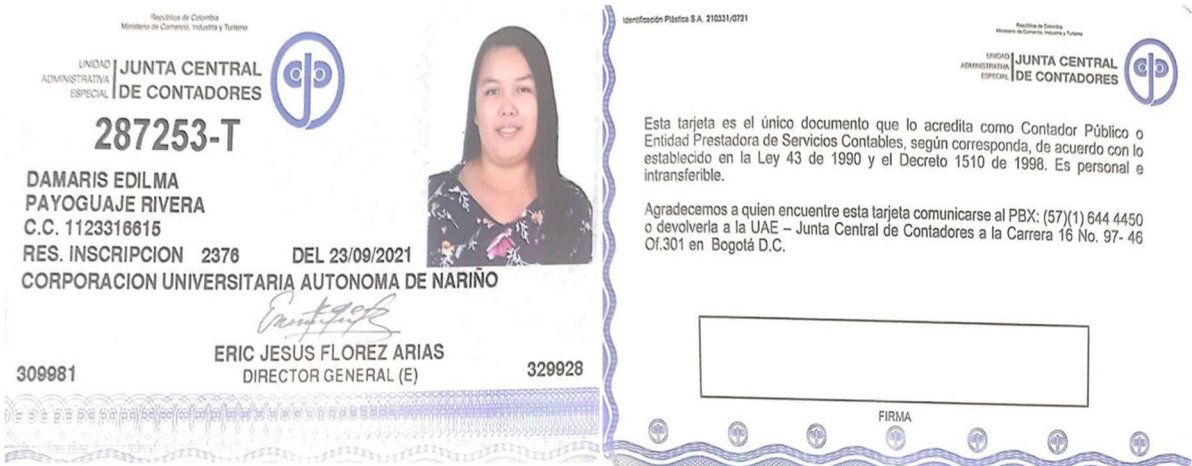 República de Colombia
Ministerio de Comercio, Industria y Turismo
UNIDAD
ADMINISTRATIVA
ESPECIAL
JUNTA CENTRAL
DE CONTADORES
287253-T
DAMARIS EDILMA
PAYOGUAJE RIVERA
C.C. 1123316615
RES. INSCRIPCION 2376 DEL 23/09/2021
CORPORACION UNIVERSITARIA AUTONOMA DE NARIÑO
ERIC JESUS FLOREZ ARIAS
DIRECTOR GENERAL (E)
309981
329928
Identificación Plástica S.A. 210331/0721
República de Colombia
Ministerio de Comercio, Industria y Turismo
UNIDAD
ADMINISTRATIVA
ESPECIAL
JUNTA CENTRAL
DE CONTADORES
Esta tarjeta es el único documento que lo acredita como Contador Público o
Entidad Prestadora de Servicios Contables, según corresponda, de acuerdo con lo
establecido en la Ley 43 de 1990 y el Decreto 1510 de 1998. Es personal e
intransferible.
Agradecemos a quien encuentre esta tarjeta comunicarse al PBX: (57)(1) 644 4450
o devolverla a la UAE – Junta Central de Contadores a la Carrera 16 No. 97- 46
Of.301 en Bogotá D.C.
FIRMA